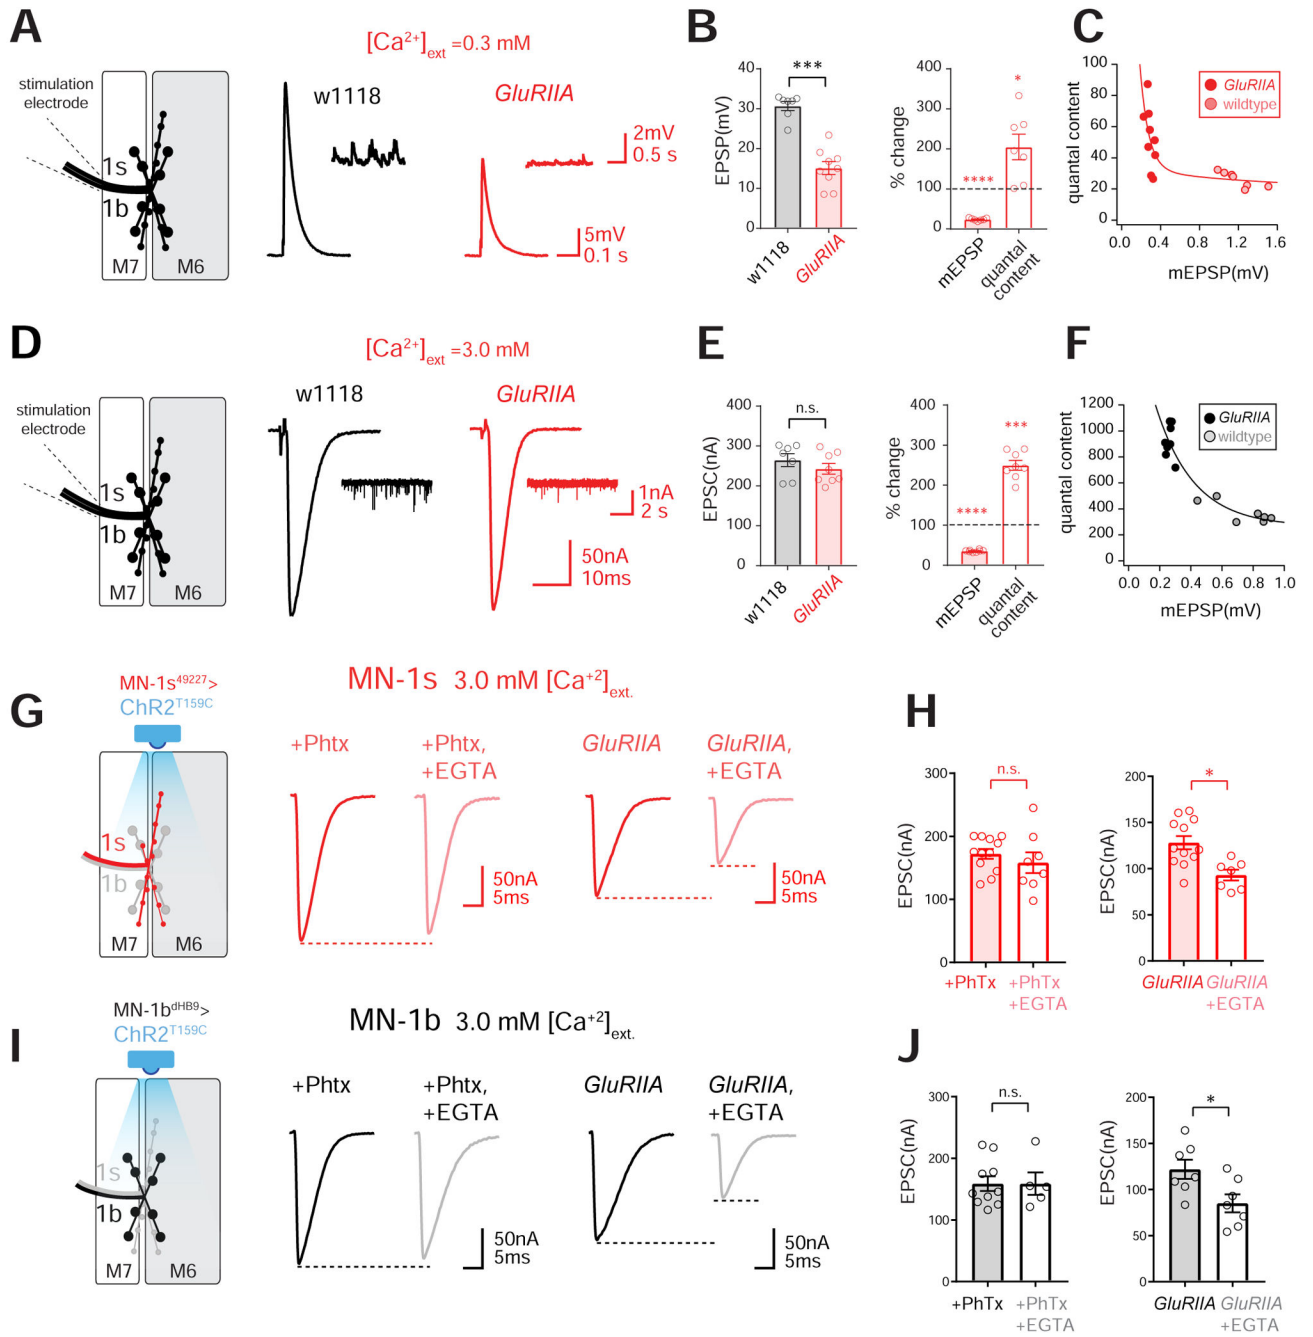 A
[Ca2+]ext =0.3 mM
stimulation
electrode
1s
1b
M7
M6
w1118
GluRIIA
2mV
0.5 s
5mV
0.1 s
B
EPSP(mV)
40
30
20
10
0
***
w1118
GluRIIA
% change
400
300
200
100
0
****
*
mEPSP
quantal
content
C
quantal content
100
80
60
40
20
0
GluRIIA
wildtype
0.0
0.4
0.8
1.2
1.6
mEPSP(mV)
D
[Ca2+]ext =3.0 mM
stimulation
electrode
1s
1b
M7
M6
w1118
GluRIIA
1nA
2 s
50nA
10ms
E
EPSC(nA)
400
300
200
100
0
n.s.
w1118
GluRIIA
% change
400
300
200
100
0
****
***
mEPSP
quantal
content
F
quantal content
1200
1000
800
600
400
200
0
GluRIIA
wildtype
0.0
0.2
0.4
0.6
0.8
1.0
mEPSP(mV)
G
MN-1s49227>
ChR2T159C
1s
1b
M7
M6
MN-1s 3.0 mM [Ca+2]ext.
+Phtx
+Phtx,
+EGTA
GluRIIA
GluRIIA,
+EGTA
50nA
5ms
50nA
5ms
H
EPSC(nA)
300
200
100
0
n.s.
+PhTx
+PhTx
+EGTA
EPSC(nA)
200
150
100
50
0
*
GluRIIA
GluRIIA
+EGTA
I
MN-1bdHB9>
ChR2T159C
1s
1b
M7
M6
MN-1b 3.0 mM [Ca+2]ext.
+Phtx
+Phtx,
+EGTA
GluRIIA
GluRIIA,
+EGTA
50nA
5ms
50nA
5ms
J
EPSC(nA)
300
200
100
0
n.s.
+PhTx
+PhTx
+EGTA
EPSC(nA)
200
150
100
50
0
*
GluRIIA
GluRIIA
+EGTA